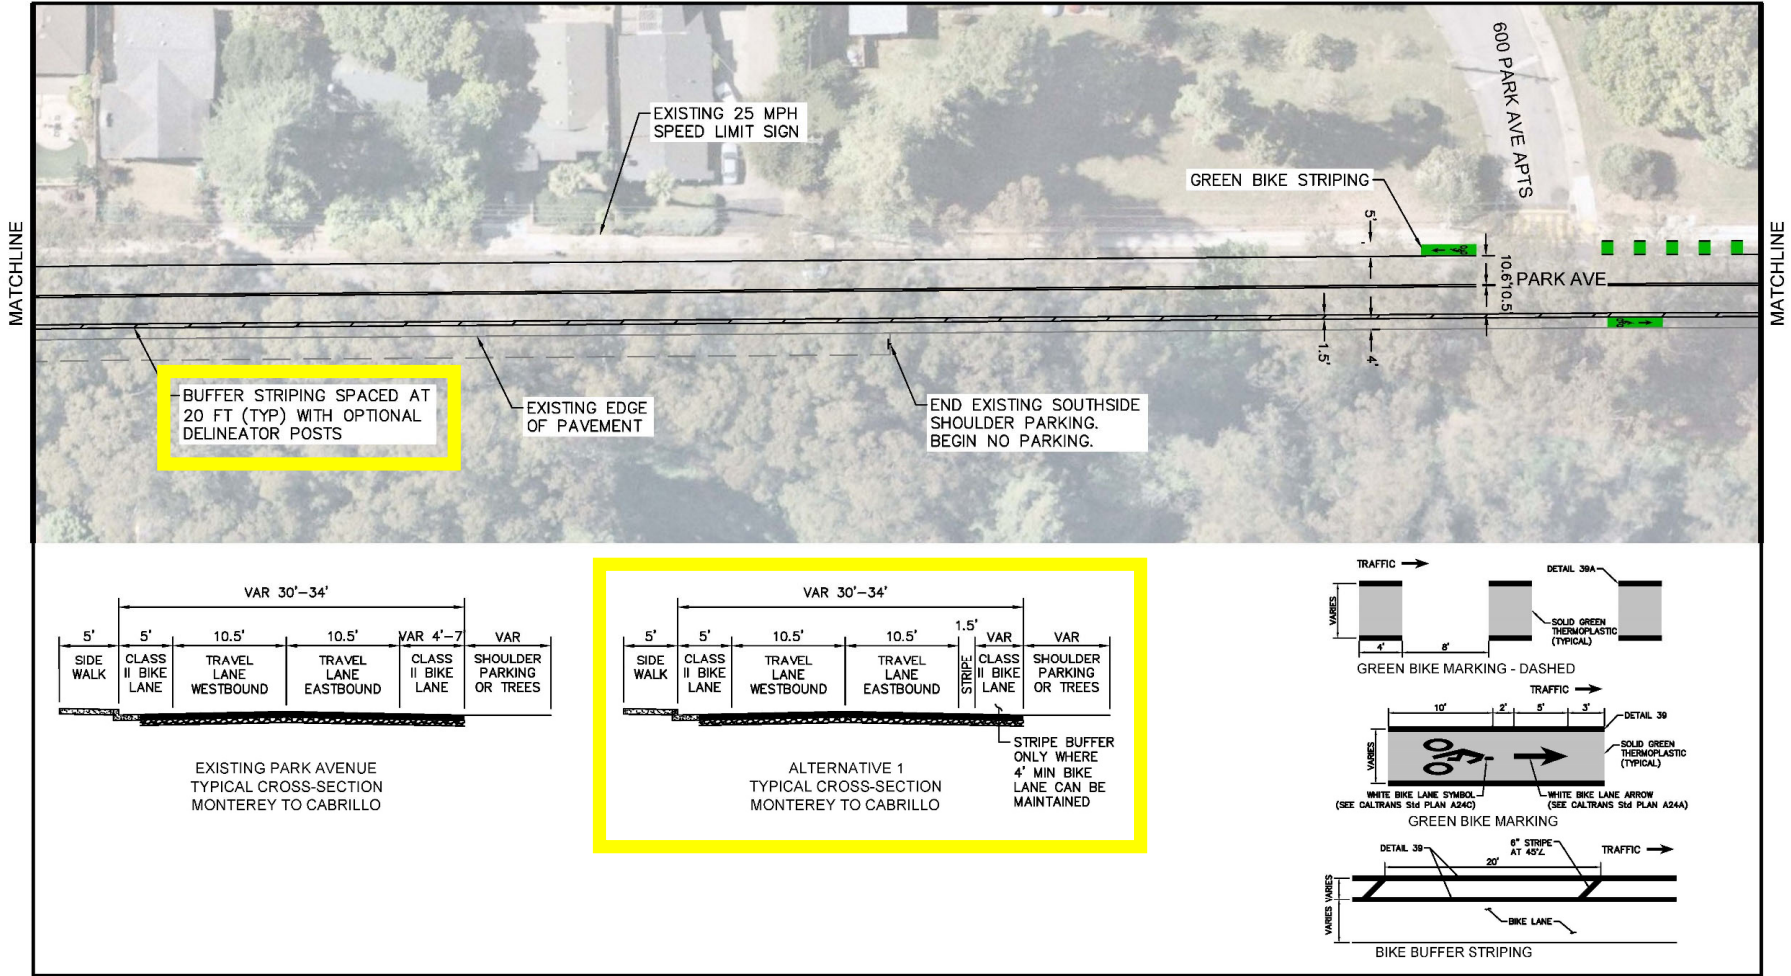 600 PARK AVE APTS
EXISTING 25 MPH
SPEED LIMIT SIGN
GREEN BIKE STRIPING
5'
10.6'
10.5'
PARK AVE
1.5'
4'
MATCHLINE
MATCHLINE
BUFFER STRIPING SPACED AT
20 FT (TYP) WITH OPTIONAL
DELINEATOR POSTS
EXISTING EDGE
OF PAVEMENT
END EXISTING SOUTHSIDE
SHOULDER PARKING.
BEGIN NO PARKING.
VAR 30'-34'
5'
5'
10.5'
10.5'
VAR 4'-7'
VAR
SIDE
WALK
CLASS
II BIKE
LANE
TRAVEL
LANE
WESTBOUND
TRAVEL
LANE
EASTBOUND
CLASS
II BIKE
LANE
SHOULDER
PARKING
OR TREES
EXISTING PARK AVENUE
TYPICAL CROSS-SECTION
MONTEREY TO CABRILLO
VAR 30'-34'
5'
5'
10.5'
10.5'
1.5'
VAR
VAR
SIDE
WALK
CLASS
II BIKE
LANE
TRAVEL
LANE
WESTBOUND
TRAVEL
LANE
EASTBOUND
STRIPE
CLASS
II BIKE
LANE
SHOULDER
PARKING
OR TREES
STRIPE BUFFER
ONLY WHERE
4' MIN BIKE
LANE CAN BE
MAINTAINED
ALTERNATIVE 1
TYPICAL CROSS-SECTION
MONTEREY TO CABRILLO
TRAFFIC
DETAIL 39A
VARIES
SOLID GREEN
THERMOPLASTIC
(TYPICAL)
4'
8'
GREEN BIKE MARKING - DASHED
TRAFFIC
10'
2'
5'
3'
DETAIL 39
VARIES
SOLID GREEN
THERMOPLASTIC
(TYPICAL)
WHITE BIKE LANE SYMBOL
(SEE CALTRANS Std PLAN A24C)
WHITE BIKE LANE ARROW
(SEE CALTRANS Std PLAN A24A)
GREEN BIKE MARKING
DETAIL 39
6" STRIPE
AT 45°∠
TRAFFIC
20'
VARIES
VARIES
BIKE LANE
BIKE BUFFER STRIPING